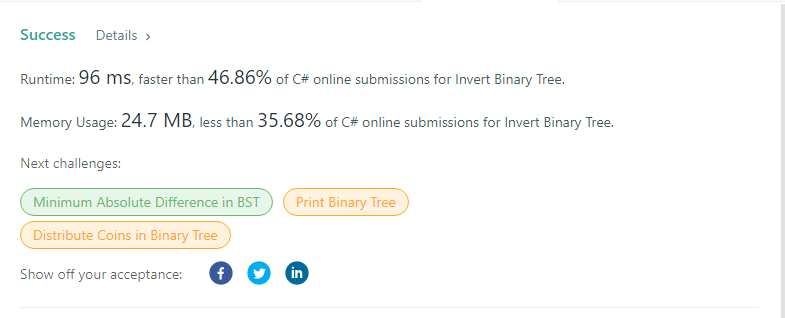 Success Details >
Runtime: 96 ms, faster than 46.86% of C# online submissions for Invert Binary Tree.
Memory Usage: 24.7 MB, less than 35.68% of C# online submissions for Invert Binary Tree.
Next challenges:
Minimum Absolute Difference in BST Print Binary Tree
Distribute Coins in Binary Tree
Show off your acceptance: f in